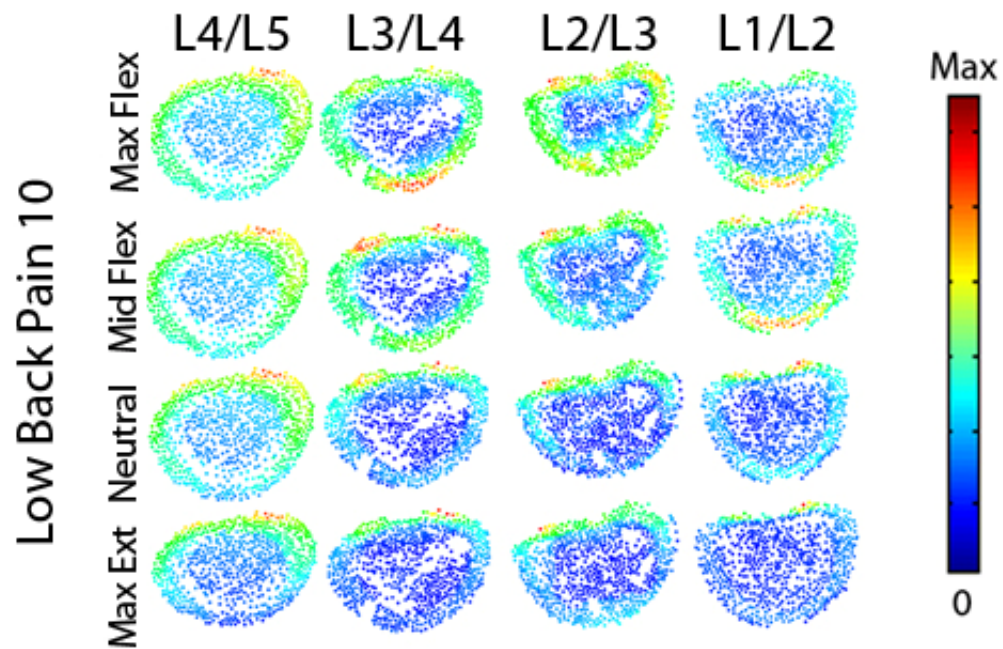 L4/L5 L3/L4 L2/L3 L1/L2
Max
Max Flex
Mid Flex
Neutral
Max Ext
Low Back Pain 10
0